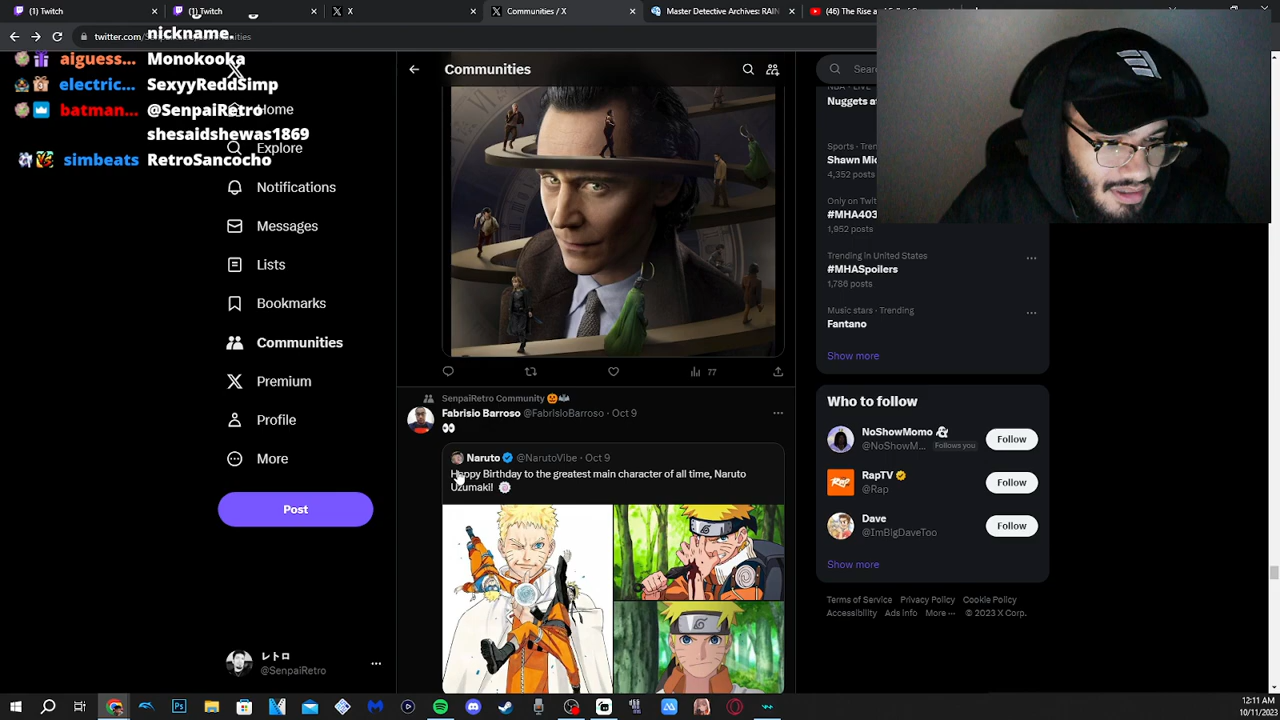 (1) Twitch
(1) Twitch
X
Communities / X
Master Detective Archives: RAIN
(46) The Rise a
twitter.com/
nickname.
aiguess... Monokooka
electric... SexyyReddSimp
batman... @SenpaiRetro
shesaidshewas1869
simbeats RetroSancocho
Home
Explore
Notifications
Messages
Lists
Bookmarks
Communities
Premium
Profile
More
Post
レトロ
@SenpaiRetro
Communities
77
SenpaiRetro Community 🎃🦇
Fabrisio Barroso @FabrisioBarroso · Oct 9
👀
Naruto @NarutoVibe · Oct 9
Happy Birthday to the greatest main character of all time, Naruto
Uzumaki! 🍥
Sear
Nuggets at
Sports · Tren
Shawn Mic
4,352 posts
Only on Twit
#MHA403
1,952 posts
Trending in United States
#MHASpoilers
1,786 posts
Music stars · Trending
Fantano
Show more
Who to follow
NoShowMomo
@NoShowM... Follows you
Follow
RapTV
@Rap
Follow
Dave
@ImBigDaveToo
Follow
Show more
Terms of Service Privacy Policy Cookie Policy
Accessibility Ads info More ··· © 2023 X Corp.
12:11 AM
10/11/2023